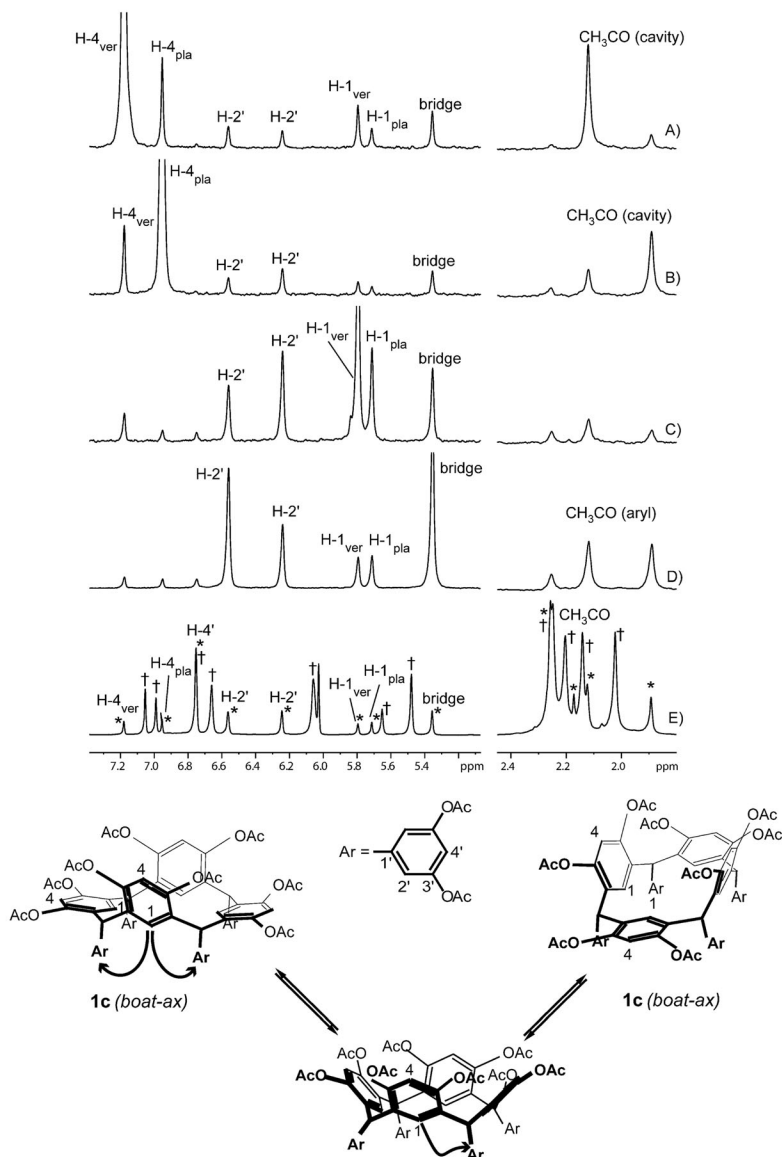 H-4ver H-4pla H-2' H-2' H-1ver H-1pla bridge CH3CO (cavity) A)
H-4ver H-4pla H-2' H-2' bridge CH3CO (cavity) B)
H-2' H-2' H-1ver H-1pla bridge C)
H-2' H-2' H-1ver H-1pla bridge CH3CO (aryl) D)
H-4ver * † † H-4pla * H-4' * † † H-2' * H-2' * † H-1ver * H-1pla * † † bridge * * † CH3CO † * † * † * E)
7.2 7.0 6.8 6.6 6.4 6.2 6.0 5.8 5.6 5.4 ppm 2.4 2.2 2.0 ppm
AcO OAc
AcO 4 OAc
AcO OAc
4 1 1
AcO OAc
Ar Ar
Ar Ar
1c (boat-ax)
OAc
Ar = 1' 4'
2' 3'
OAc
OAc
4 AcO OAc
AcO AcO OAc
1 Ar Ar
1
AcO Ar OAc Ar
4
1c (boat-ax)
AcO OAc
4
AcO AcO OAc AcO OAc
1
Ar Ar Ar
Ar